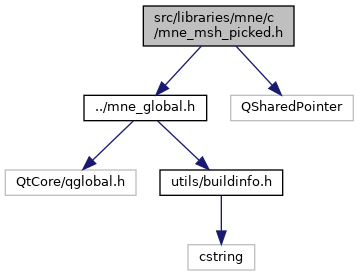 src/libraries/mne/c
/mne_msh_picked.h
../mne_global.h
QSharedPointer
QtCore/qglobal.h
utils/buildinfo.h
cstring